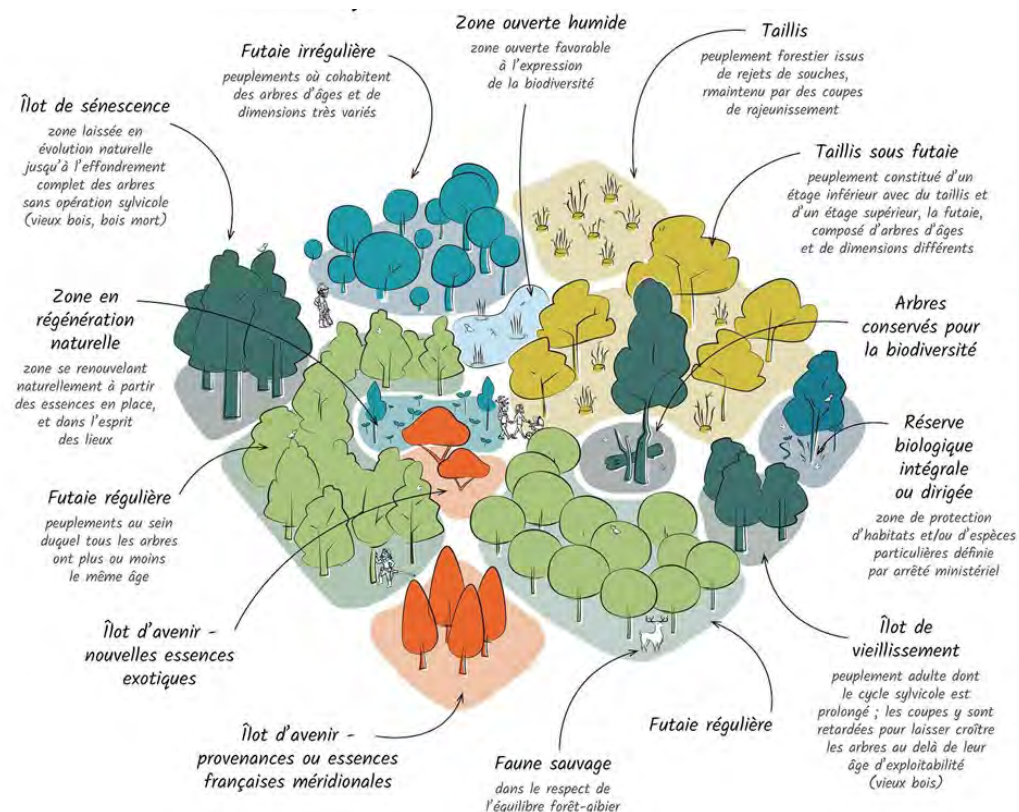 Zone ouverte humide
zone ouverte favorable
à l'expression
de la biodiversité
Taillis
peuplement forestier issus
de rejets de souches,
rmaintenu par des coupes
de rajeunissement
Futaie irrégulière
peuplements où cohabitent
des arbres d'âges et de
dimensions très variés
Îlot de sénescence
zone laissée en
évolution naturelle
jusqu'à l'effondrement
complet des arbres
sans opération sylvicole
(vieux bois, bois mort)
Taillis sous futaie
peuplement constitué d'un
étage inférieur avec du taillis et
d'un étage supérieur, la futaie,
composé d'arbres d'âges
et de dimensions différents
Zone en
régénération
naturelle
zone se renouvelant
naturellement à partir
des essences en place,
et dans l'esprit
des lieux
Arbres
conservés pour
la biodiversité
Réserve
biologique
intégrale
ou dirigée
zone de protection
d'habitats et/ou d'espèces
particulières définie
par arrêté ministériel
Futaie régulière
peuplements au sein
duquel tous les arbres
ont plus ou moins
le même âge
Îlot d'avenir -
nouvelles essences
exotiques
Îlot de
vieillissement
peuplement adulte dont
le cycle sylvicole est
prolongé ; les coupes y sont
retardées pour laisser croître
les arbres au delà de leur
âge d'exploitabilité
(vieux bois)
Îlot d'avenir -
provenances ou essences
françaises méridionales
Faune sauvage
dans le respect de
l'équilibre forêt-gibier
Futaie régulière